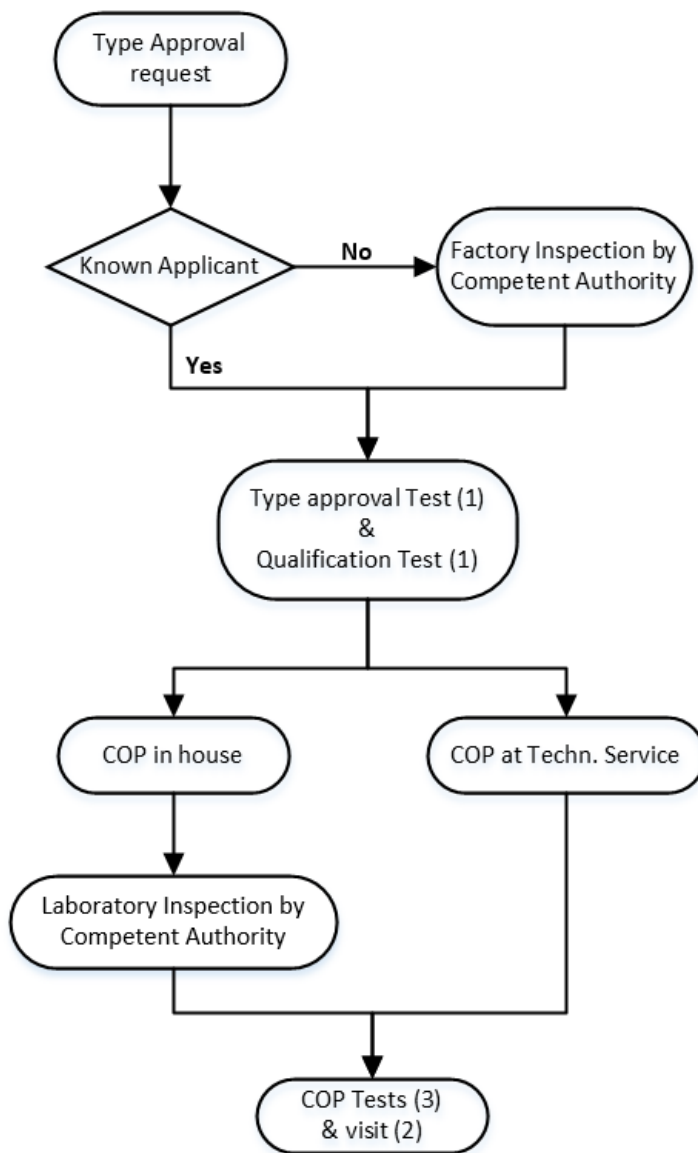 Type Approval
request
Known Applicant
No
Factory Inspection by
Competent Authority
Yes
Type approval Test (1)
&
Qualification Test (1)
COP in house
COP at Techn. Service
Laboratory Inspection by
Competent Authority
COP Tests (3)
& visit (2)